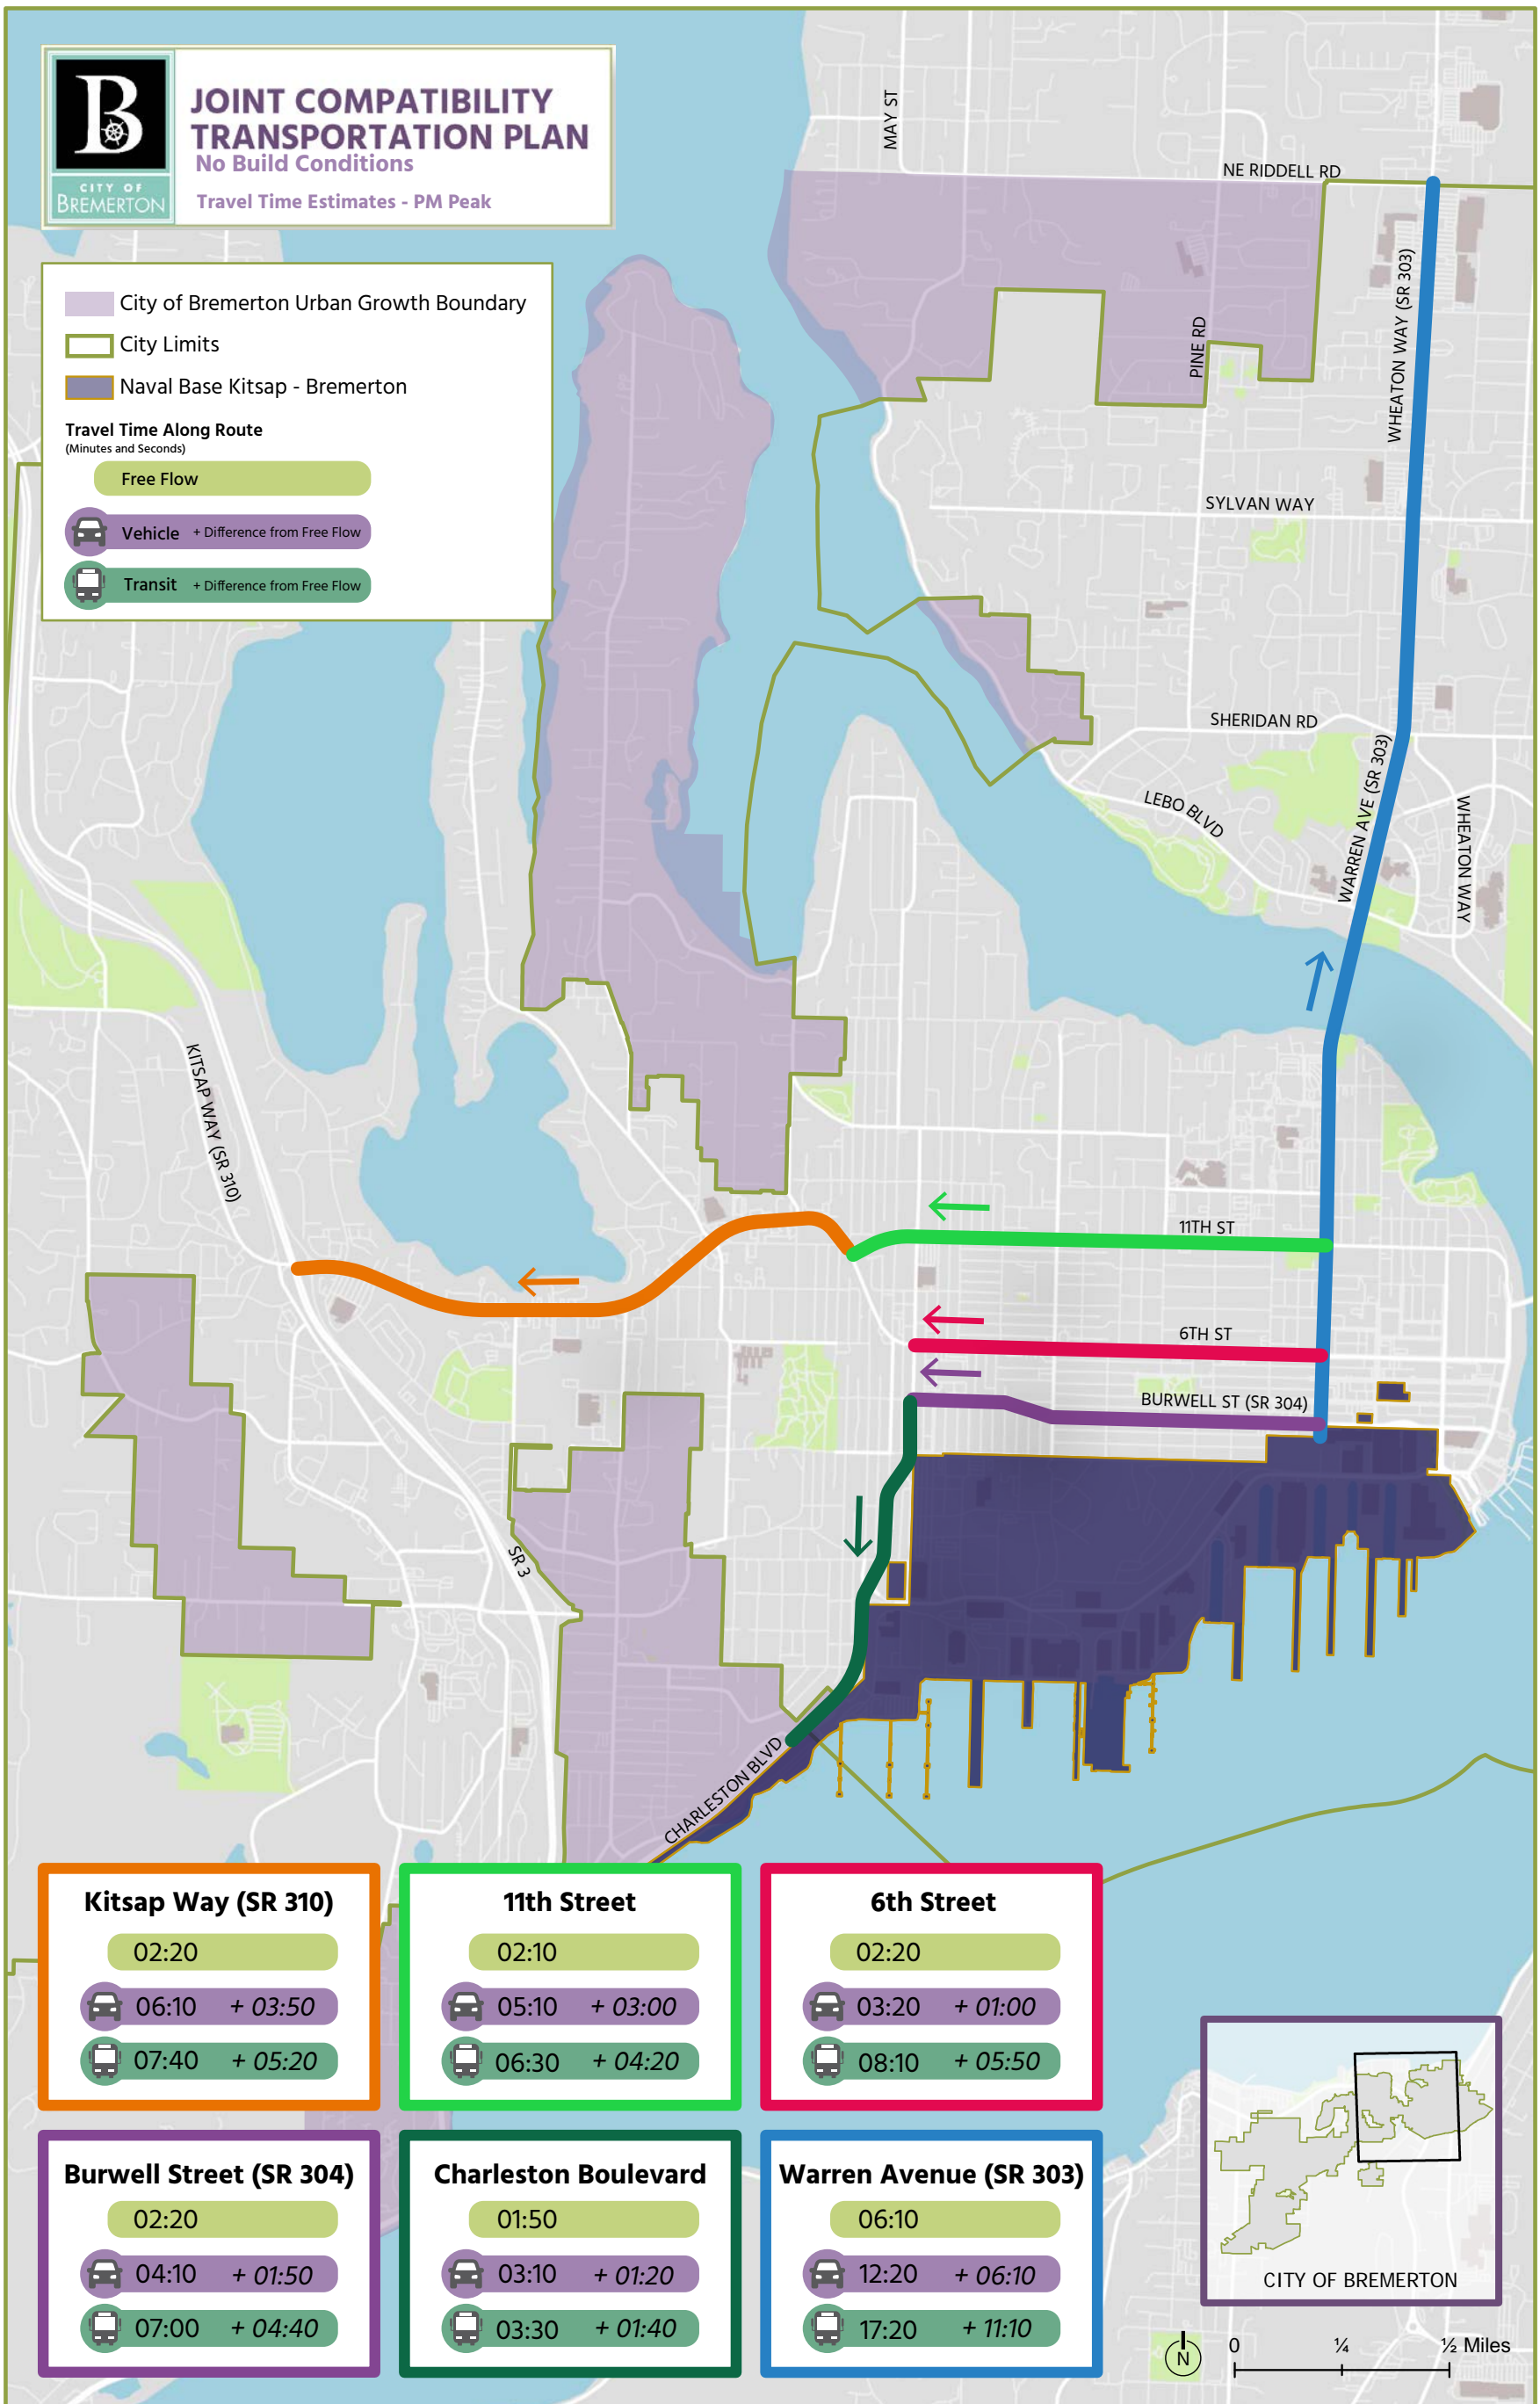 B
CITY OF
BREMERTON
JOINT COMPATIBILITY
TRANSPORTATION PLAN
No Build Conditions
Travel Time Estimates - PM Peak
City of Bremerton Urban Growth Boundary
City Limits
Naval Base Kitsap - Bremerton
Travel Time Along Route
(Minutes and Seconds)
Free Flow
Vehicle + Difference from Free Flow
Transit + Difference from Free Flow
MAY ST
NE RIDDELL RD
WHEATON WAY (SR 303)
PINE RD
SYLVAN WAY
SHERIDAN RD
LEBO BLVD
WARREN AVE (SR 303)
WHEATON WAY
KITSAP WAY (SR 310)
11TH ST
6TH ST
BURWELL ST (SR 304)
SR 3
CHARLESTON BLVD
Kitsap Way (SR 310)
02:20
06:10 + 03:50
07:40 + 05:20
11th Street
02:10
05:10 + 03:00
06:30 + 04:20
6th Street
02:20
03:20 + 01:00
08:10 + 05:50
Burwell Street (SR 304)
02:20
04:10 + 01:50
07:00 + 04:40
Charleston Boulevard
01:50
03:10 + 01:20
03:30 + 01:40
Warren Avenue (SR 303)
06:10
12:20 + 06:10
17:20 + 11:10
CITY OF BREMERTON
N
0 ¼ ½ Miles